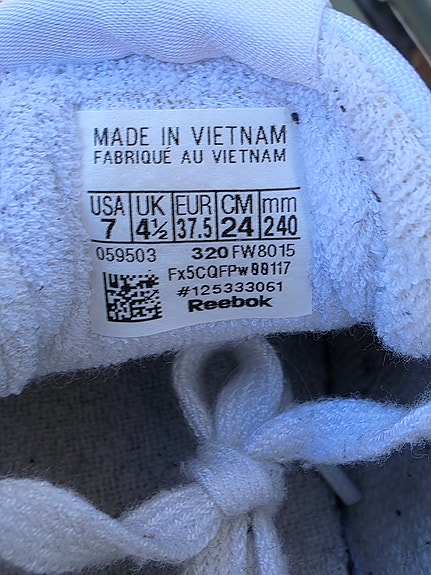 MADE IN VIETNAM
FABRIQUÉ AU VIETNAM
USA UK EUR CM mm
7 4½ 37.5 24 240
059503 320 FW8015
#125333061
Reebok